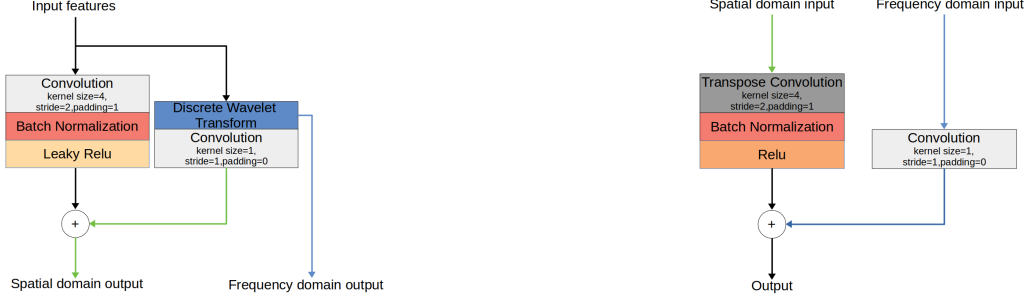 Input features
Convolution
kernel size=4,
stride=2,padding=1
Batch Normalization
Leaky Relu
Discrete Wavelet
Transform
Convolution
kernel size=1,
stride=1,padding=0
+
Spatial domain output
Frequency domain output
Spatial domain input
Frequency domain input
Transpose Convolution
kernel size=4,
stride=2,padding=1
Batch Normalization
Relu
Convolution
kernel size=1,
stride=1,padding=0
+
Output